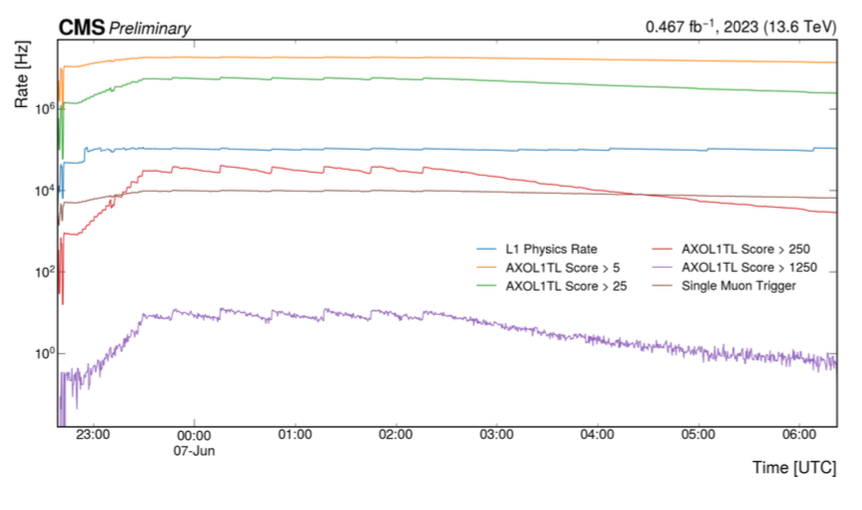 CMS Preliminary
0.467 fb⁻¹, 2023 (13.6 TeV)
Rate [Hz]
10⁶
10⁴
10²
10⁰
L1 Physics Rate
AXOL1TL Score > 5
AXOL1TL Score > 25
AXOL1TL Score > 250
AXOL1TL Score > 1250
Single Muon Trigger
23:00 00:00 01:00 02:00 03:00 04:00 05:00 06:00
07-Jun
Time [UTC]